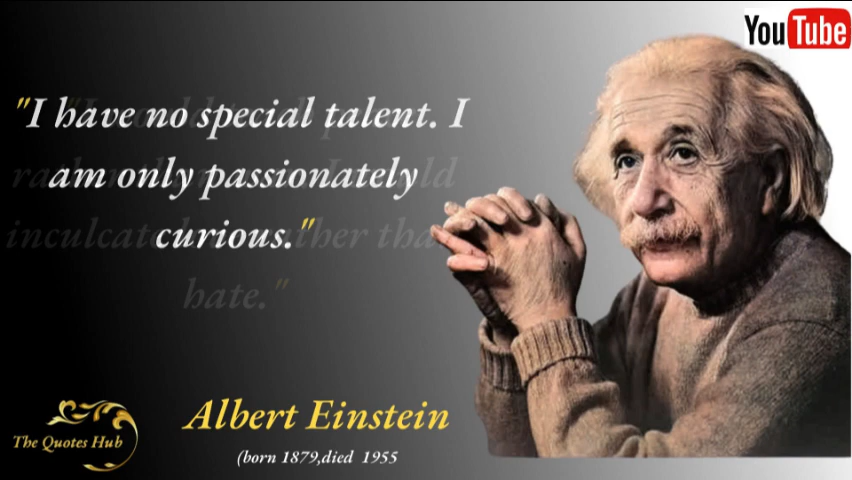 YouTube
"I have no special talent. I
am only passionately
curious."
hate."
Albert Einstein
(born 1879,died 1955
The Quotes Hub